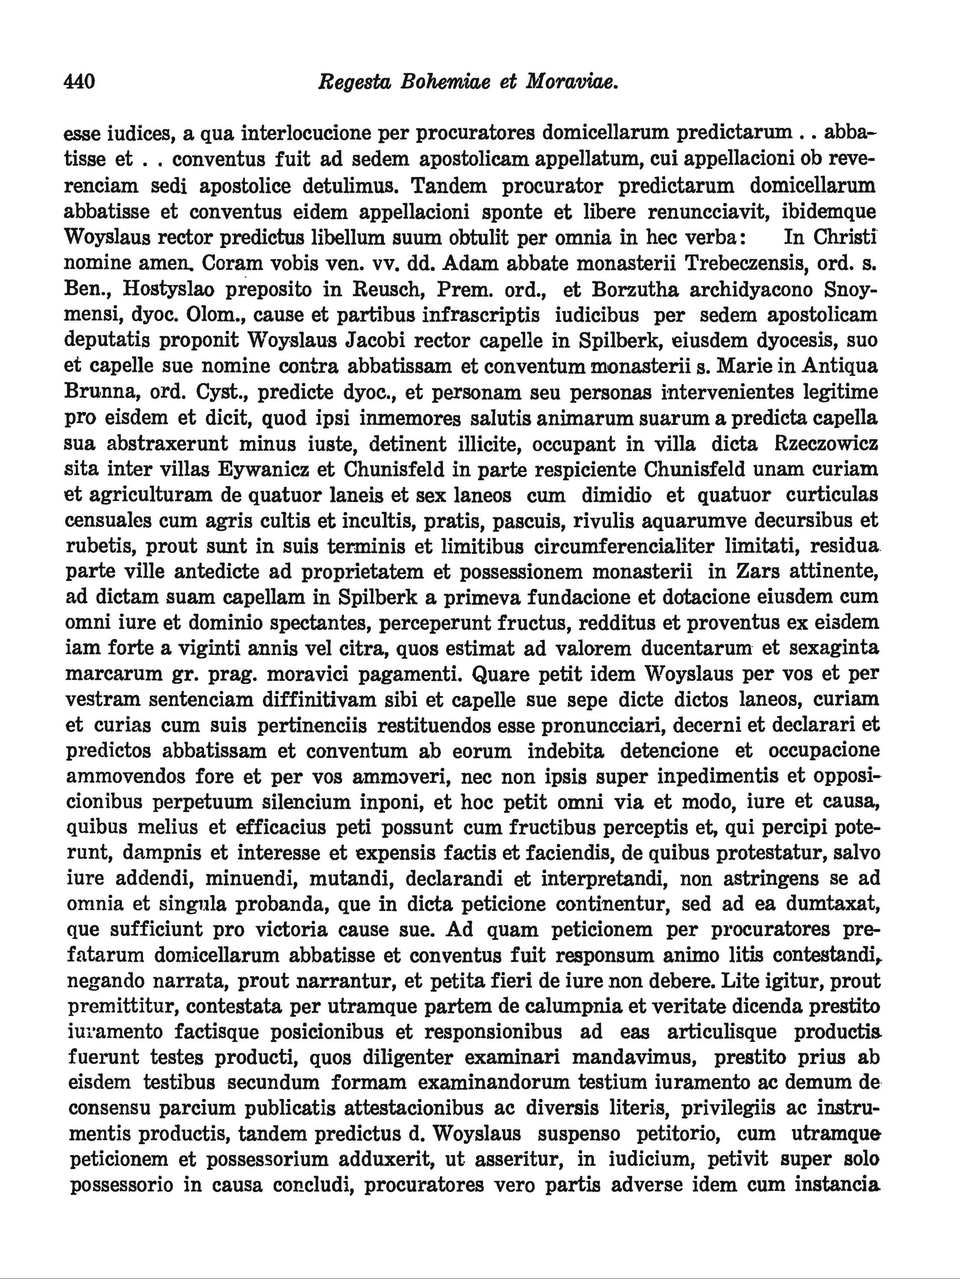 440 Regesta Bohemiae et Moraviae.
esse iudices, a qua interlocucione per procuratores domicellarum predictarum . . abba-
tisse et . . conventus fuit ad sedem apostolicam appellatum, cui appellacioni ob reve-
renciam sedi apostolice detulimus. Tandem procurator predictarum domicellarum
abbatisse et conventus eidem appellacioni sponte et libere renuncciavit, ibidemque
Woyslaus rector predictus libellum suum obtulit per omnia in hec verba: In Christi
nomine amen. Coram vobis ven. vv. dd. Adam abbate monasterii Trebeczensis, ord. s.
Ben., Hostyslao preposito in Reusch, Prem. ord., et Borzutha archidyacono Snoy-
mensi, dyoc. Olom., cause et partibus infrascriptis iudicibus per sedem apostolicam
deputatis proponit Woyslaus Jacobi rector capelle in Spilberk, eiusdem dyocesis, suo
et capelle sue nomine contra abbatissam et conventum monasterii s. Marie in Antiqua
Brunna, ord. Cyst., predicte dyoc., et personam seu personas intervenientes legitime
pro eisdem et dicit, quod ipsi inmemores salutis animarum suarum a predicta capella
sua abstraxerunt minus iuste, detinent illicite, occupant in villa dicta Rzeczowicz
sita inter villas Eywanicz et Chunisfeld in parte respiciente Chunisfeld unam curiam
et agriculturam de quatuor laneis et sex laneos cum dimidio et quatuor curticulas
censuales cum agris cultis et incultis, pratis, pascuis, rivulis aquarumve decursibus et
rubetis, prout sunt in suis terminis et limitibus circumferencialiter limitati, residua
parte ville antedicte ad proprietatem et possessionem monasterii in Zars attinente,
ad dictam suam capellam in Spilberk a primeva fundacione et dotacione eiusdem cum
omni iure et dominio spectantes, perceperunt fructus, redditus et proventus ex eisdem
iam forte a viginti annis vel citra, quos estimat ad valorem ducentarum et sexaginta
marcarum gr. prag. moravici pagamenti. Quare petit idem Woyslaus per vos et per
vestram sentenciam diffinitivam sibi et capelle sue sepe dicte dictos laneos, curiam
et curias cum suis pertinenciis restituendos esse pronuncciari, decerni et declarari et
predictos abbatissam et conventum ab eorum indebita detencione et occupacione
ammovendos fore et per vos ammoveri, nec non ipsis super inpedimentis et opposi-
cionibus perpetuum silencium inponi, et hoc petit omni via et modo, iure et causa,
quibus melius et efficacius peti possunt cum fructibus perceptis et, qui percipi pote-
runt, dampnis et interesse et expensis factis et faciendis, de quibus protestatur, salvo
iure addendi, minuendi, mutandi, declarandi et interpretandi, non astringens se ad
omnia et singula probanda, que in dicta peticione continentur, sed ad ea dumtaxat,
que sufficiunt pro victoria cause sue. Ad quam peticionem per procuratores pre-
fatarum domicellarum abbatisse et conventus fuit responsum animo litis contestandi,
negando narrata, prout narrantur, et petita fieri de iure non debere. Lite igitur, prout
premittitur, contestata per utramque partem de calumpnia et veritate dicenda prestito
iuramento factisque posicionibus et responsionibus ad eas articulisque productis
fuerunt testes producti, quos diligenter examinari mandavimus, prestito prius ab
eisdem testibus secundum formam examinandorum testium iuramento ac demum de
consensu parcium publicatis attestacionibus ac diversis literis, privilegiis ac instru-
mentis productis, tandem predictus d. Woyslaus suspenso petitorio, cum utramque
peticionem et possessorium adduxerit, ut asseritur, in iudicium, petivit super solo
possessorio in causa concludi, procuratores vero partis adverse idem cum instancia